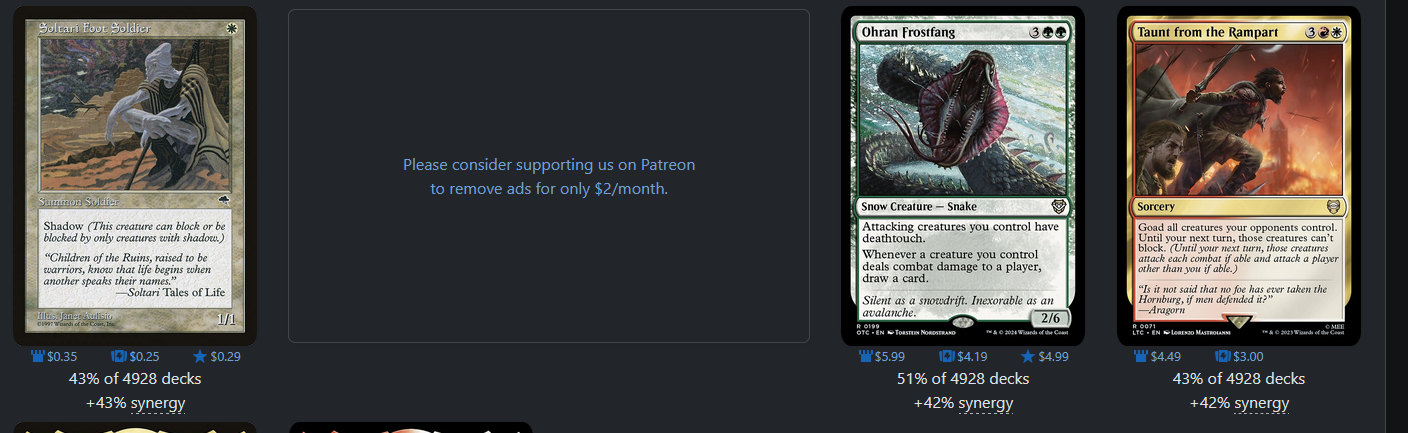 Soltari Foot Soldier
Summon Soldier
Shadow (This creature can block or be
blocked by only creatures with shadow.)
“Children of the Ruins, raised to be
warriors, know that life begins when
another speaks their names.”
—Soltari Tales of Life
Illus. Janet Aulisio
©1997 Wizards of the Coast, Inc.
1/1
$0.35 $0.25 $0.29
43% of 4928 decks
+43% synergy
Please consider supporting us on Patreon
to remove ads for only $2/month.
Ohran Frostfang 3
Snow Creature — Snake
Attacking creatures you control have
deathtouch.
Whenever a creature you control
deals combat damage to a player,
draw a card.
Silent as a snowdrift. Inexorable as an
avalanche.
2/6
R 0199
OTC • EN Torstein Nordstrand
™ & © 2024 Wizards of the Coast
$5.99 $4.19 $4.99
51% of 4928 decks
+42% synergy
Taunt from the Rampart 3
Sorcery
Goad all creatures your opponents control.
Until your next turn, those creatures can’t
block. (Until your next turn, those creatures
attack each combat if able and attack a player
other than you if able.)
“Is it not said that no foe has ever taken the
Hornburg, if men defended it?”
—Aragorn
R 0071
LTC • EN Lorenzo Mastroianni
© MEE
™ & © 2023 Wizards of the Coast
$4.49 $3.00
43% of 4928 decks
+42% synergy